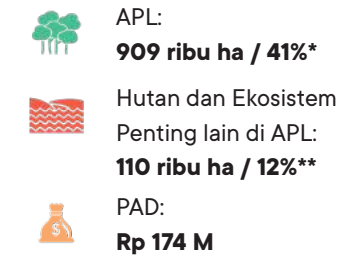 APL:
909 ribu ha / 41%*
Hutan dan Ekosistem
Penting lain di APL:
110 ribu ha / 12%**
PAD:
$
Rp 174 M